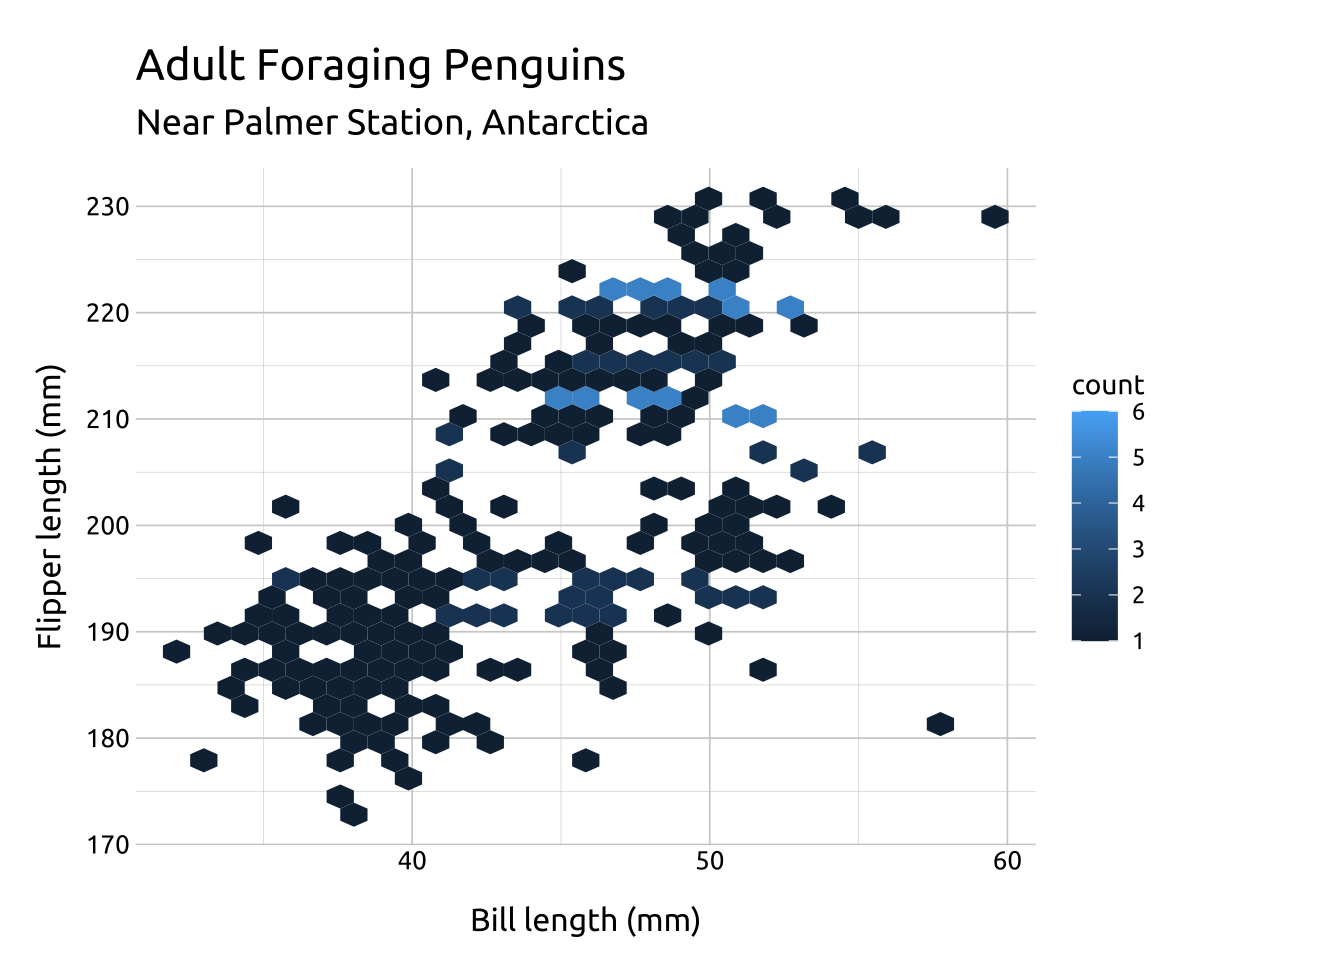 Adult Foraging Penguins
Near Palmer Station, Antarctica
Flipper length (mm)
230
220
210
200
190
180
170
40 50 60
Bill length (mm)
count
6
5
4
3
2
1